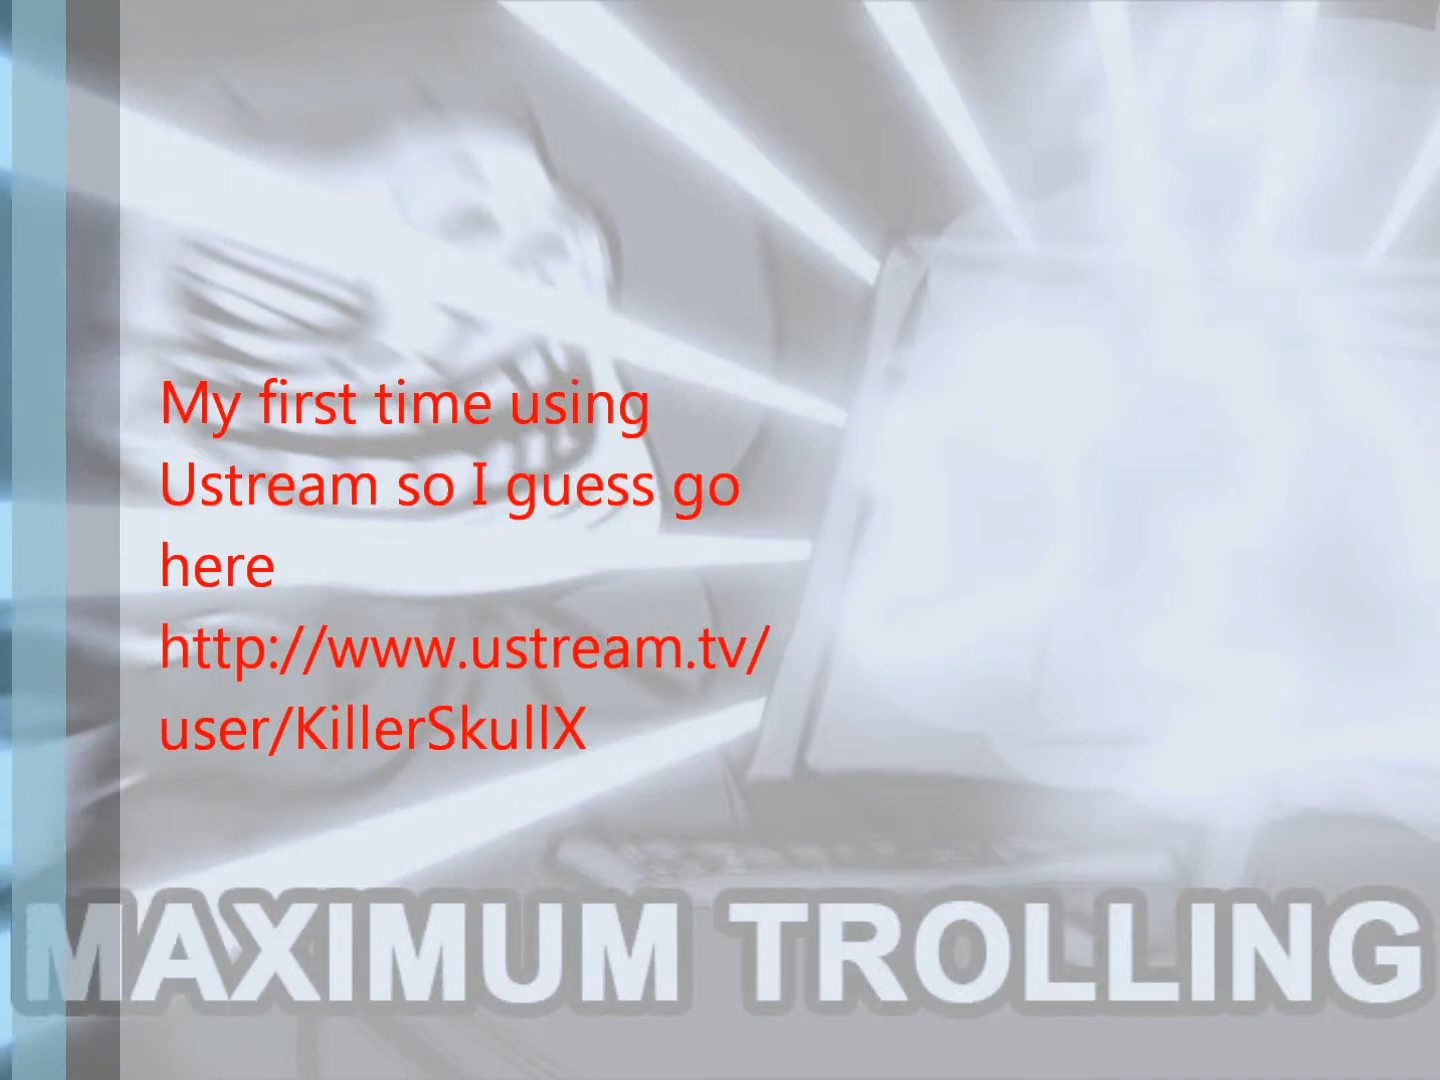 My first time using
Ustream so I guess go
here
http://www.ustream.tv/
user/KillerSkullX
MAXIMUM TROLLING